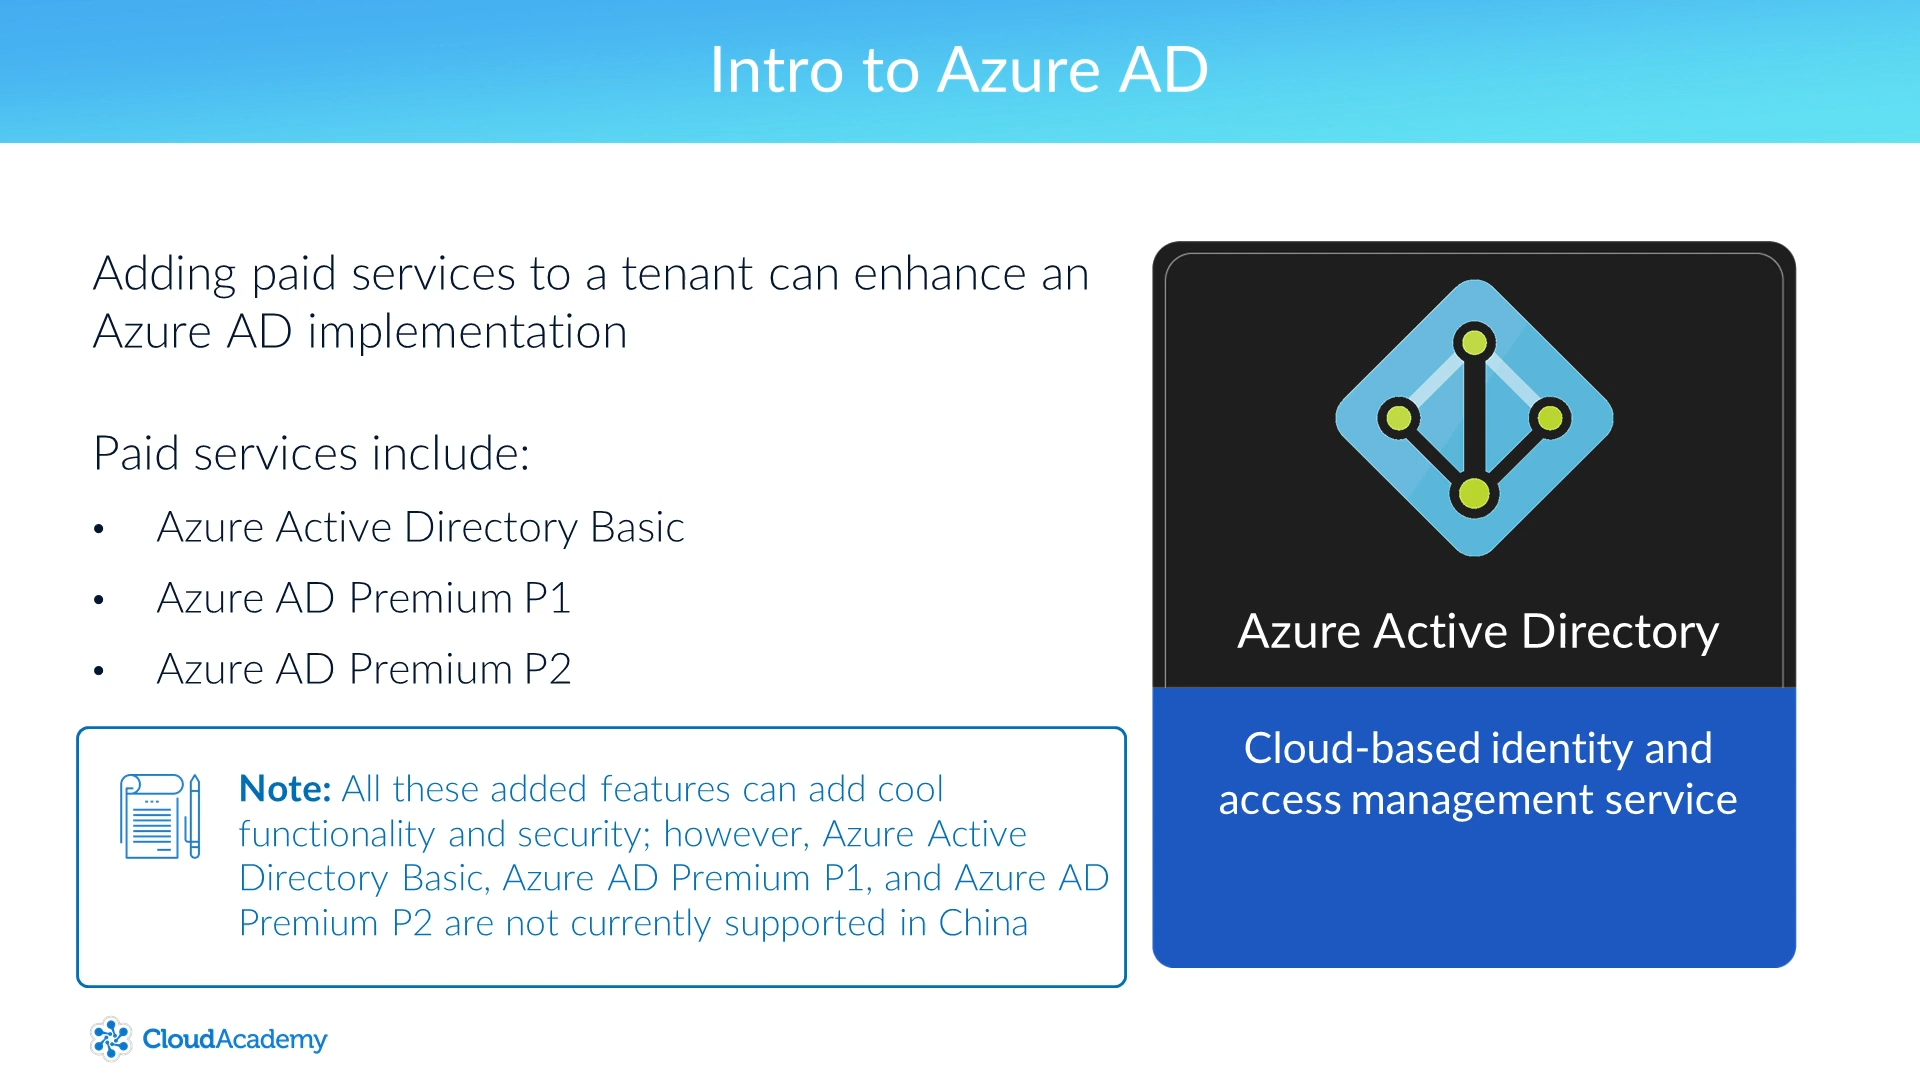 Intro to Azure AD
Adding paid services to a tenant can enhance an
Azure AD implementation
Paid services include:
• Azure Active Directory Basic
• Azure AD Premium P1
• Azure AD Premium P2
Note: All these added features can add cool
functionality and security; however, Azure Active
Directory Basic, Azure AD Premium P1, and Azure AD
Premium P2 are not currently supported in China
Azure Active Directory
Cloud-based identity and
access management service
CloudAcademy